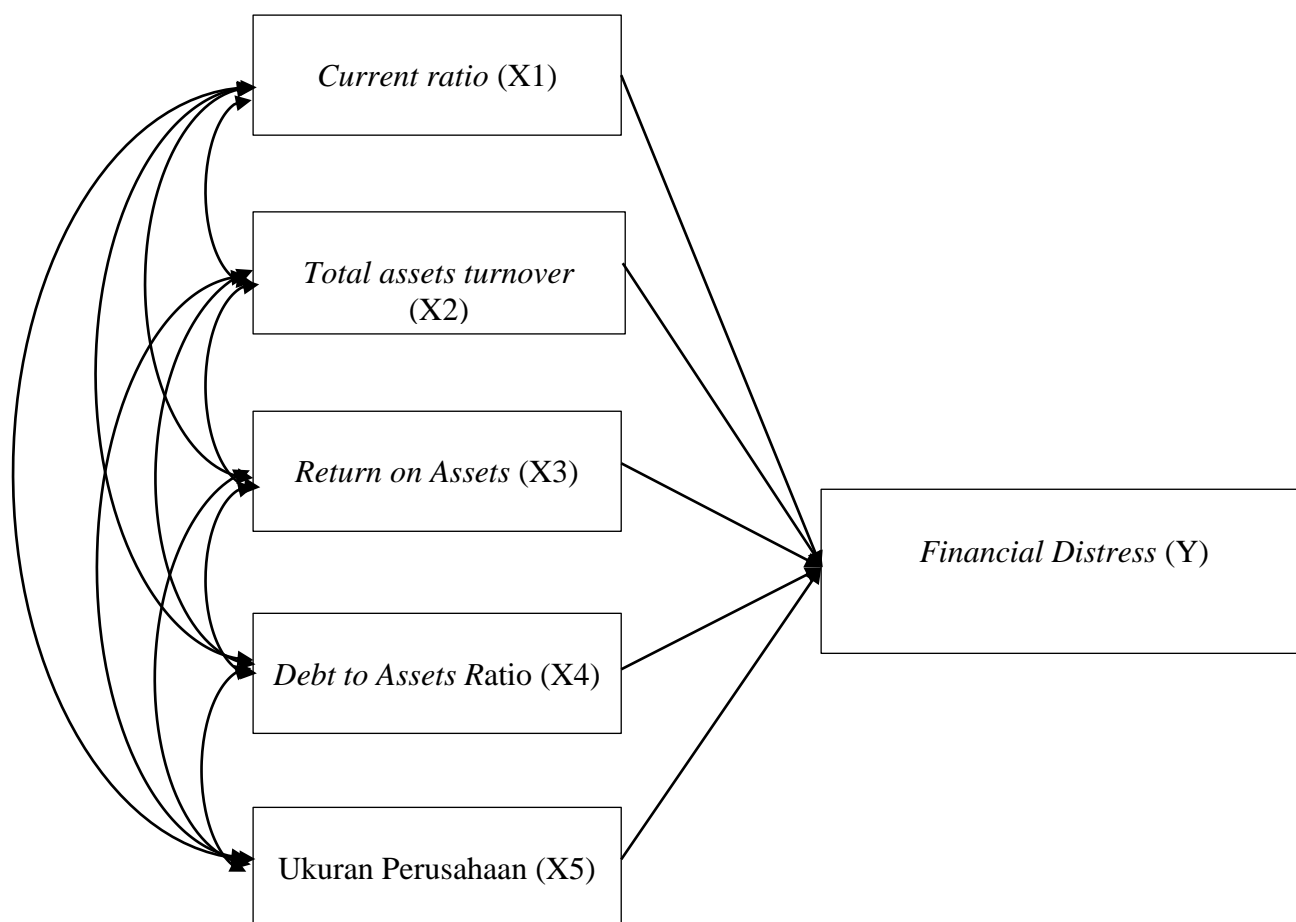 Current ratio (X1)
Total assets turnover
(X2)
Return on Assets (X3)
Debt to Assets Ratio (X4)
Ukuran Perusahaan (X5)
Financial Distress (Y)